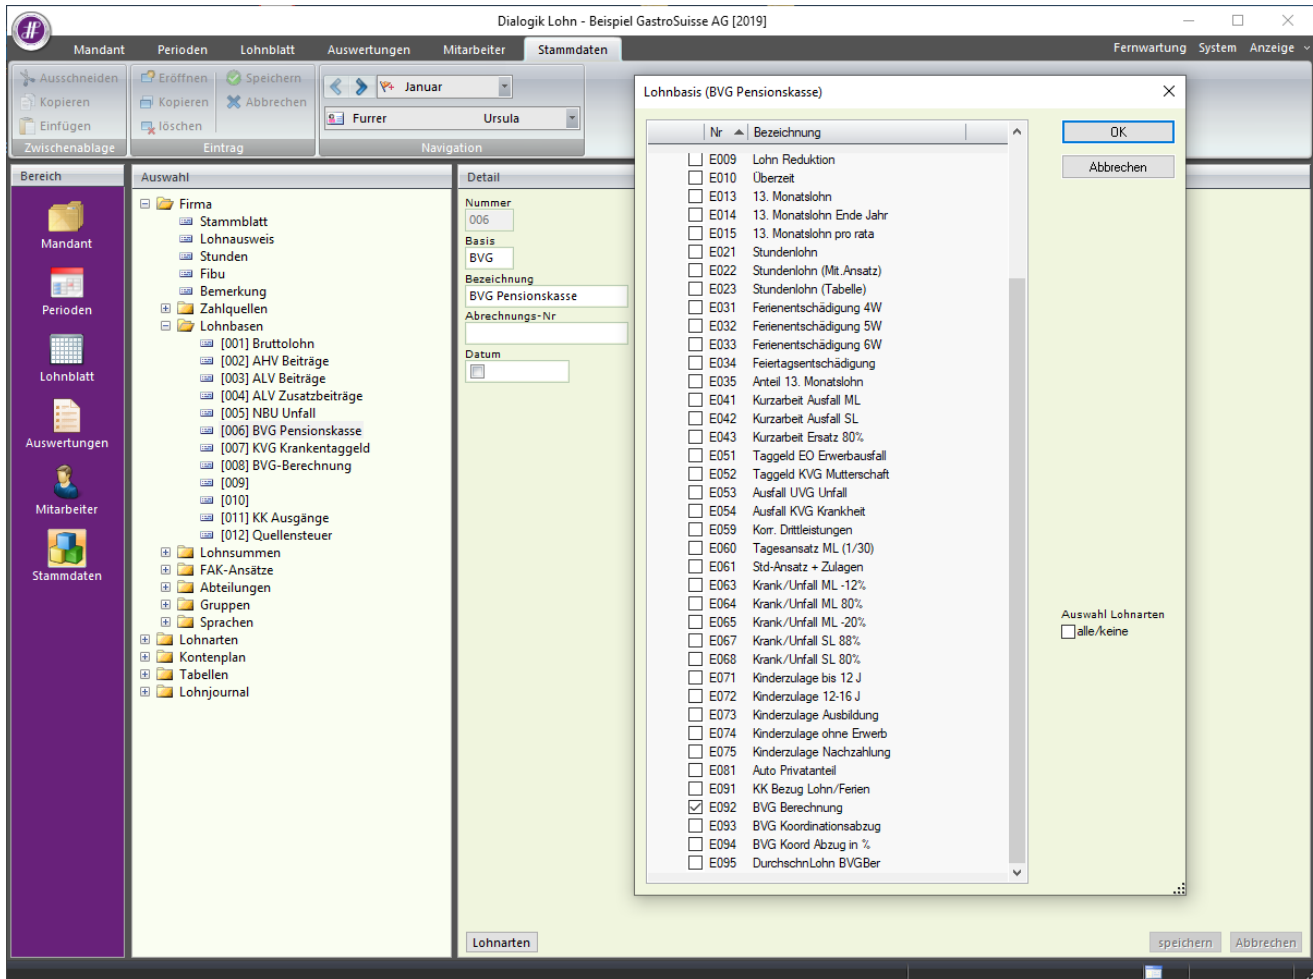 Dialogik Lohn - Beispiel GastroSuisse AG [2019]
Mandant Perioden Lohnblatt Auswertungen Mitarbeiter Stammdaten Fernwartung System Anzeige
Ausschneiden
Kopieren
Einfügen
Zwischenablage
Eröffnen Speichern
Kopieren Abbrechen
löschen
Eintrag
Januar
Furrer Ursula
Navigation
Bereich
Mandant
Perioden
Lohnblatt
Auswertungen
Mitarbeiter
Stammdaten
Auswahl
Firma
Stammblatt
Lohnausweis
Stunden
Fibu
Bemerkung
Zahlquellen
Lohnbasen
[001] Bruttolohn
[002] AHV Beiträge
[003] ALV Beiträge
[004] ALV Zusatzbeiträge
[005] NBU Unfall
[006] BVG Pensionskasse
[007] KVG Krankentaggeld
[008] BVG-Berechnung
[009]
[010]
[011] KK Ausgänge
[012] Quellensteuer
Lohnsummen
FAK-Ansätze
Abteilungen
Gruppen
Sprachen
Lohnarten
Kontenplan
Tabellen
Lohnjournal
Detail
Nummer
006
Basis
BVG
Bezeichnung
BVG Pensionskasse
Abrechnungs-Nr
Datum
Lohnarten
speichern Abbrechen
Lohnbasis (BVG Pensionskasse)
Nr Bezeichnung
E009 Lohn Reduktion
E010 Überzeit
E013 13. Monatslohn
E014 13. Monatslohn Ende Jahr
E015 13. Monatslohn pro rata
E021 Stundenlohn
E022 Stundenlohn (Mit.Ansatz)
E023 Stundenlohn (Tabelle)
E031 Ferienentschädigung 4W
E032 Ferienentschädigung 5W
E033 Ferienentschädigung 6W
E034 Feiertagsentschädigung
E035 Anteil 13. Monatslohn
E041 Kurzarbeit Ausfall ML
E042 Kurzarbeit Ausfall SL
E043 Kurzarbeit Ersatz 80%
E051 Taggeld EO Erwerbausfall
E052 Taggeld KVG Mutterschaft
E053 Ausfall UVG Unfall
E054 Ausfall KVG Krankheit
E059 Korr. Drittleistungen
E060 Tagesansatz ML (1/30)
E061 Std-Ansatz + Zulagen
E063 Krank/Unfall ML -12%
E064 Krank/Unfall ML 80%
E065 Krank/Unfall ML -20%
E067 Krank/Unfall SL 88%
E068 Krank/Unfall SL 80%
E071 Kinderzulage bis 12 J
E072 Kinderzulage 12-16 J
E073 Kinderzulage Ausbildung
E074 Kinderzulage ohne Erwerb
E075 Kinderzulage Nachzahlung
E081 Auto Privatanteil
E091 KK Bezug Lohn/Ferien
E092 BVG Berechnung
E093 BVG Koordinationsabzug
E094 BVG Koord Abzug in %
E095 DurchschnLohn BVGBer
OK
Abbrechen
Auswahl Lohnarten
alle/keine